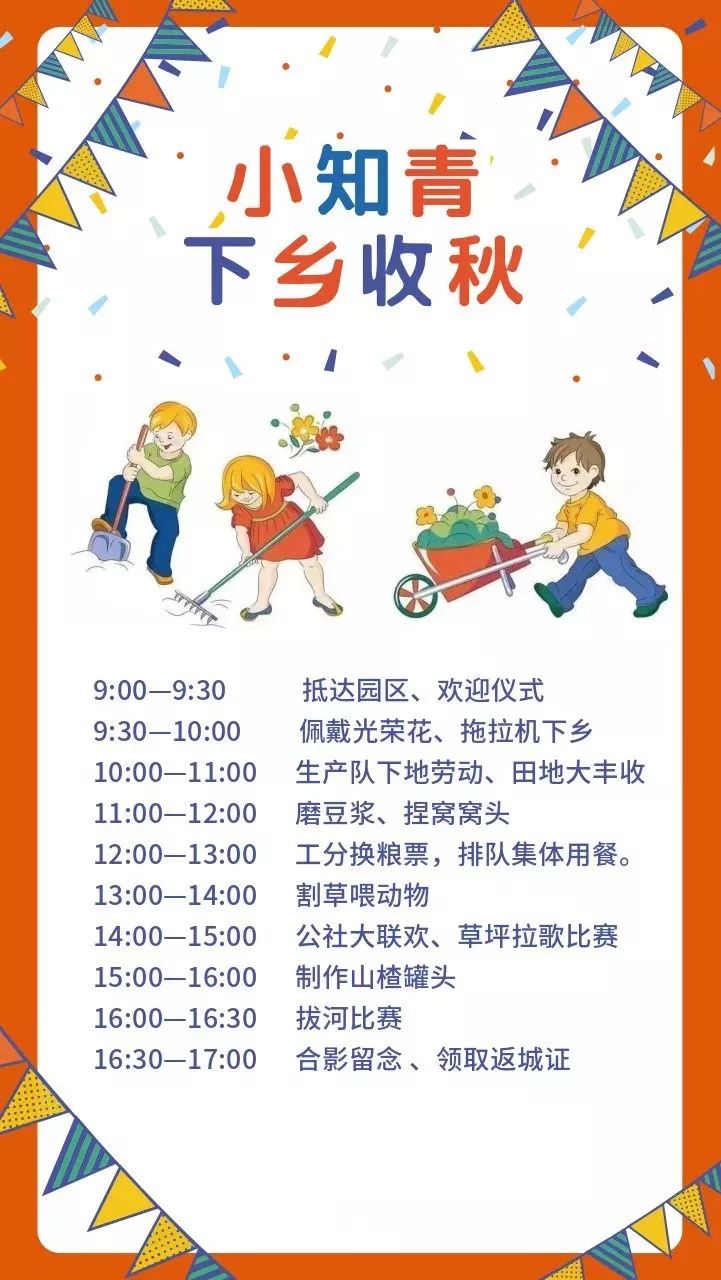 小知青
下乡收秋
9:00—9:30 抵达园区、欢迎仪式
9:30—10:00 佩戴光荣花、拖拉机下乡
10:00—11:00 生产队下地劳动、田地大丰收
11:00—12:00 磨豆浆、捏窝窝头
12:00—13:00 工分换粮票，排队集体用餐。
13:00—14:00 割草喂动物
14:00—15:00 公社大联欢、草坪拉歌比赛
15:00—16:00 制作山楂罐头
16:00—16:30 拔河比赛
16:30—17:00 合影留念 、领取返城证